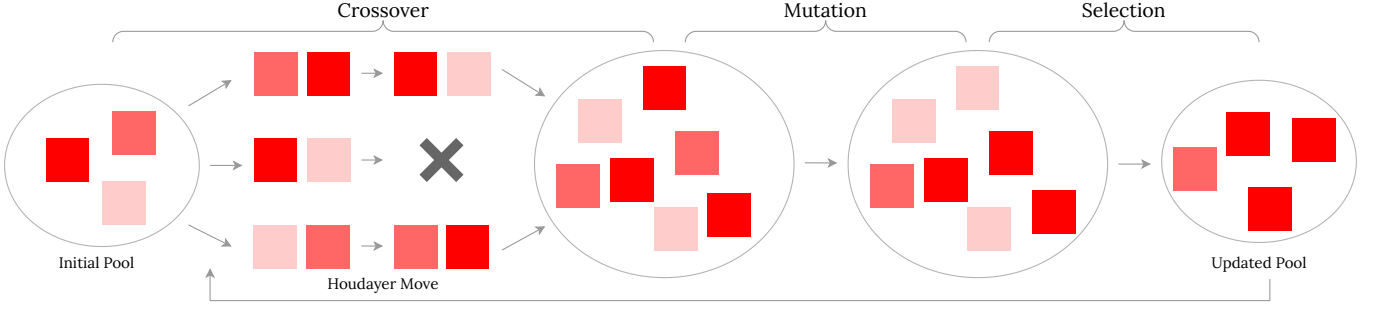 Crossover
Mutation
Selection
Initial Pool
Houdayer Move
Updated Pool